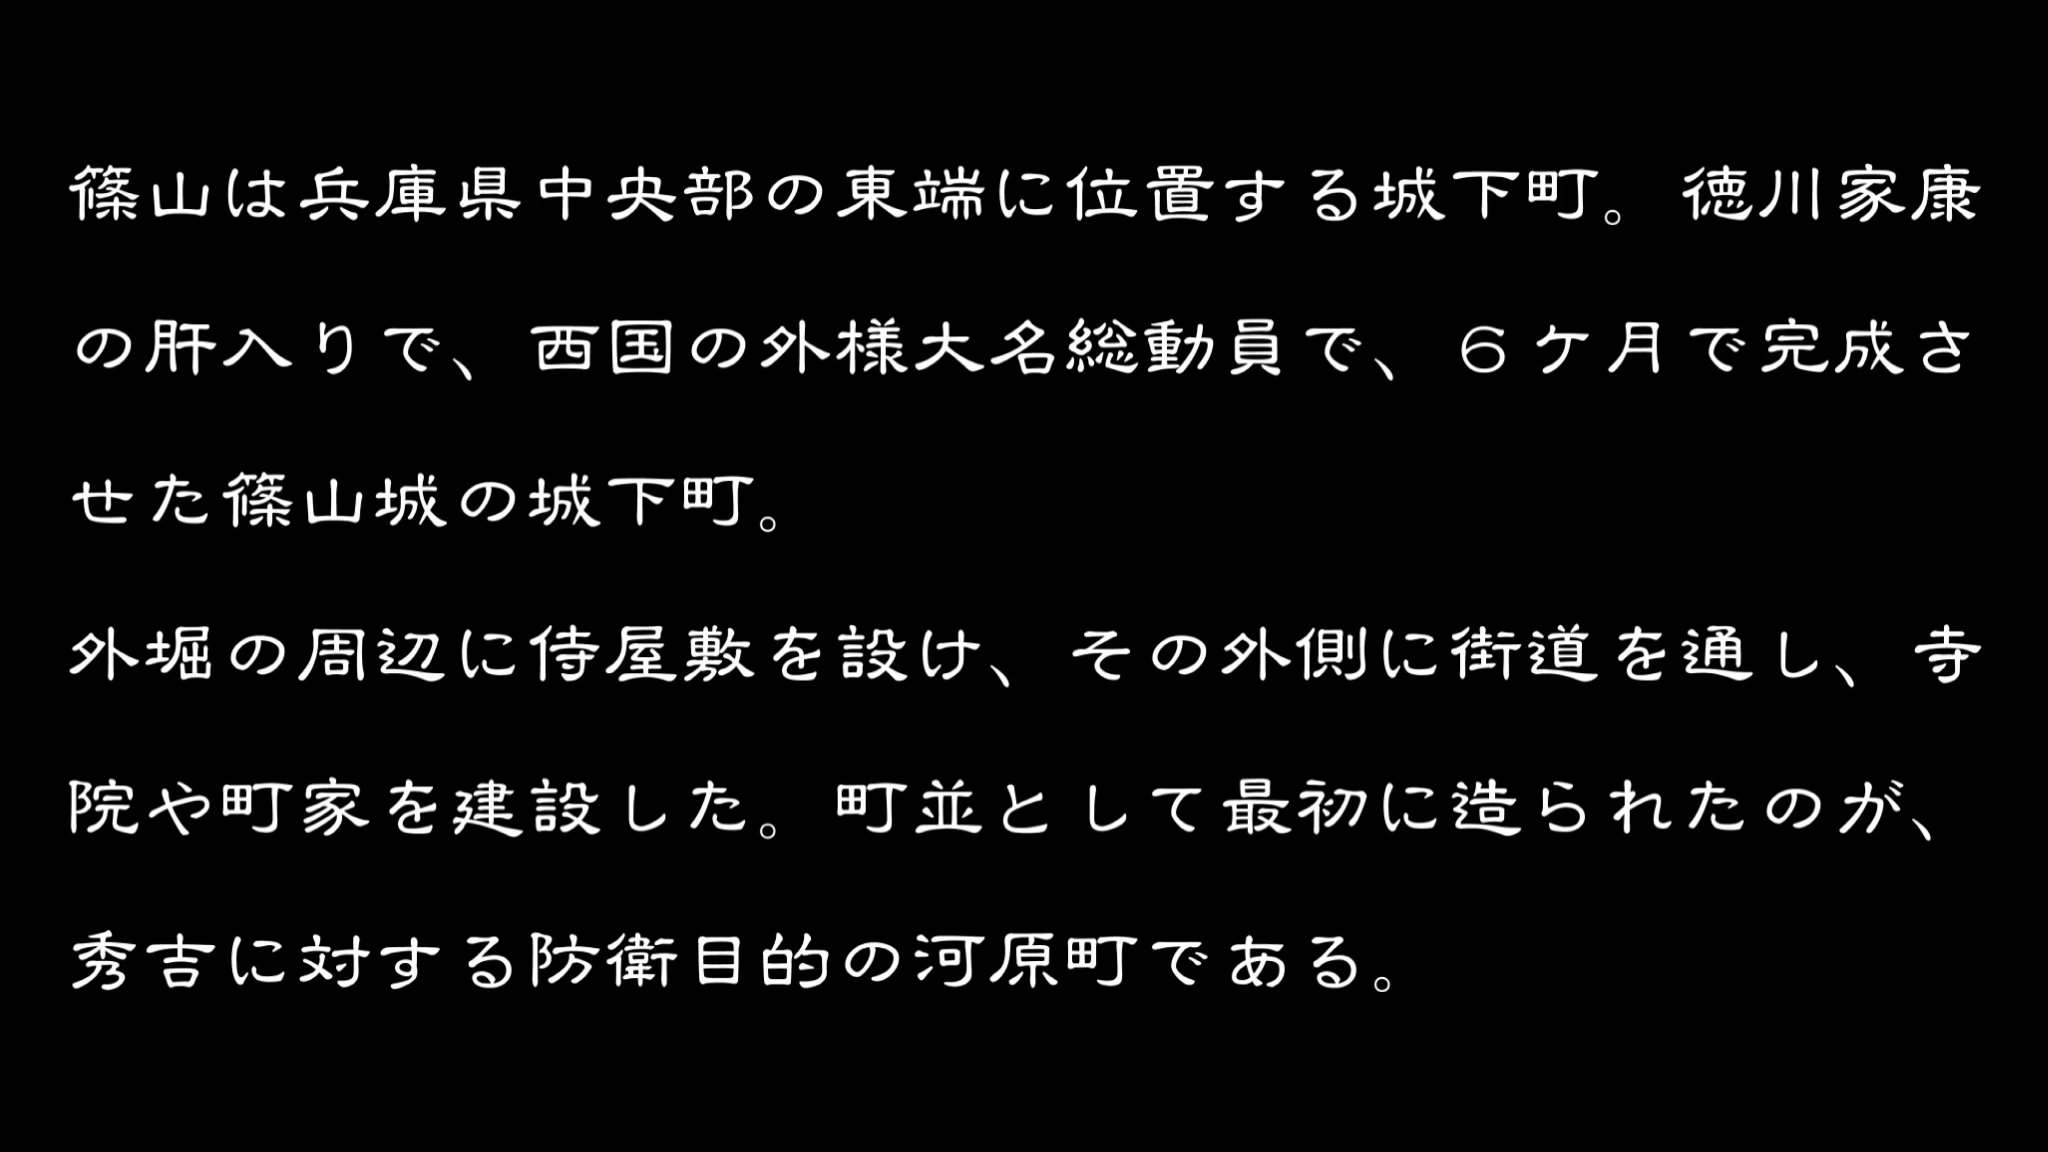 篠山は兵庫県中央部の東端に位置する城下町。徳川家康
の肝入りで、西国の外様大名総動員で、６ケ月で完成さ
せた篠山城の城下町。
外堀の周辺に侍屋敷を設け、その外側に街道を通し、寺
院や町家を建設した。町並として最初に造られたのが、
秀吉に対する防衛目的の河原町である。